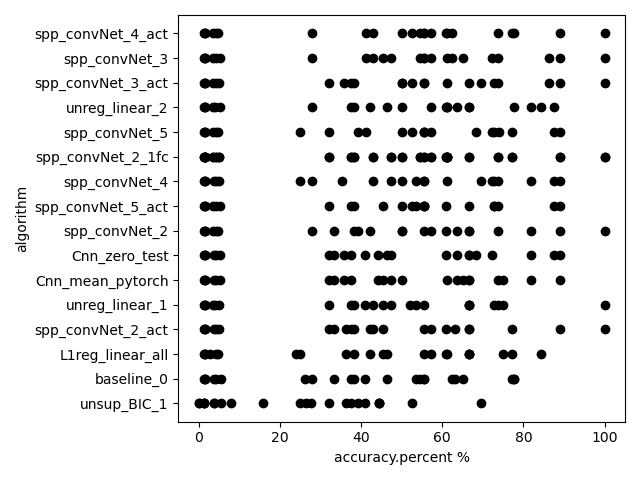 spp_convNet_4_act
spp_convNet_3
spp_convNet_3_act
unreg_linear_2
spp_convNet_5
spp_convNet_2_1fc
spp_convNet_4
spp_convNet_5_act
spp_convNet_2
Cnn_zero_test
Cnn_mean_pytorch
unreg_linear_1
spp_convNet_2_act
L1reg_linear_all
baseline_0
unsup_BIC_1
algorithm
0 20 40 60 80 100
accuracy.percent %